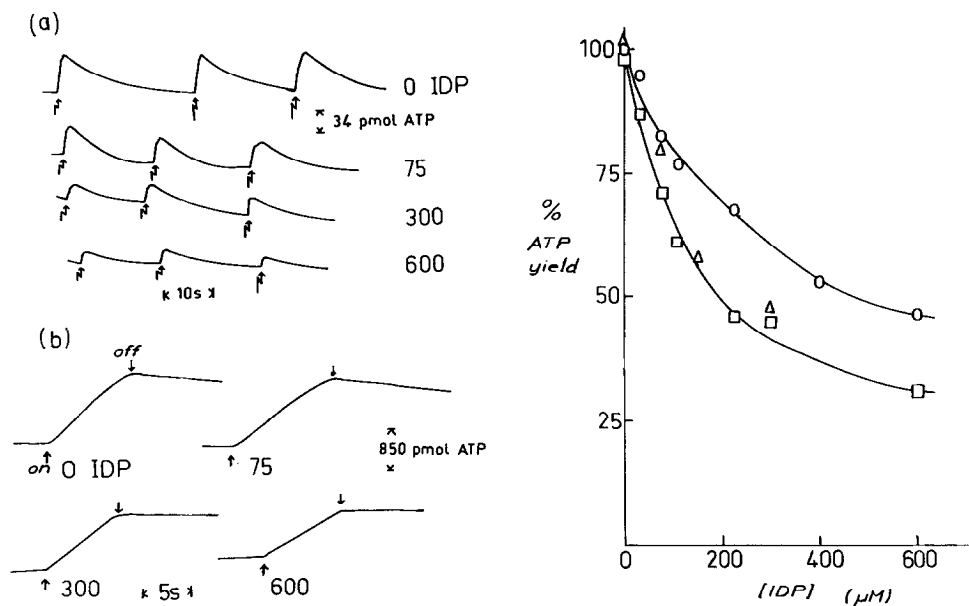 (a)
0 IDP
34 pmol ATP
75
300
600
10s
(b)
off
on 0 IDP
75
850 pmol ATP
300
5s
600
100
75
50
25
%
ATP
yield
0 200 400 600
[IDP] (μM)